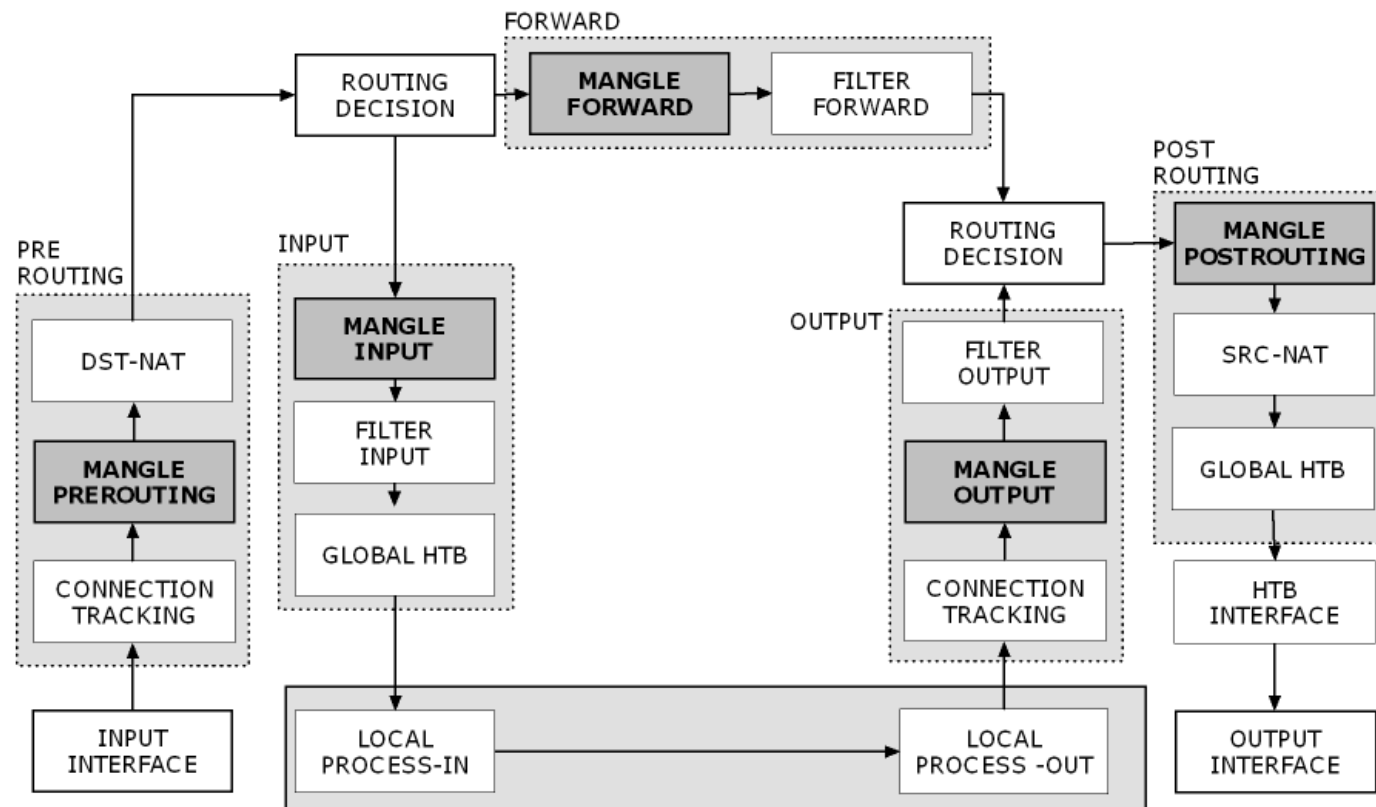 FORWARD
ROUTING
DECISION
MANGLE
FORWARD
FILTER
FORWARD
POST
ROUTING
ROUTING
DECISION
MANGLE
POSTROUTING
PRE
ROUTING
INPUT
MANGLE
INPUT
OUTPUT
FILTER
OUTPUT
SRC-NAT
DST-NAT
FILTER
INPUT
MANGLE
PREROUTING
MANGLE
OUTPUT
GLOBAL HTB
GLOBAL HTB
CONNECTION
TRACKING
CONNECTION
TRACKING
HTB
INTERFACE
INPUT
INTERFACE
LOCAL
PROCESS-IN
LOCAL
PROCESS -OUT
OUTPUT
INTERFACE